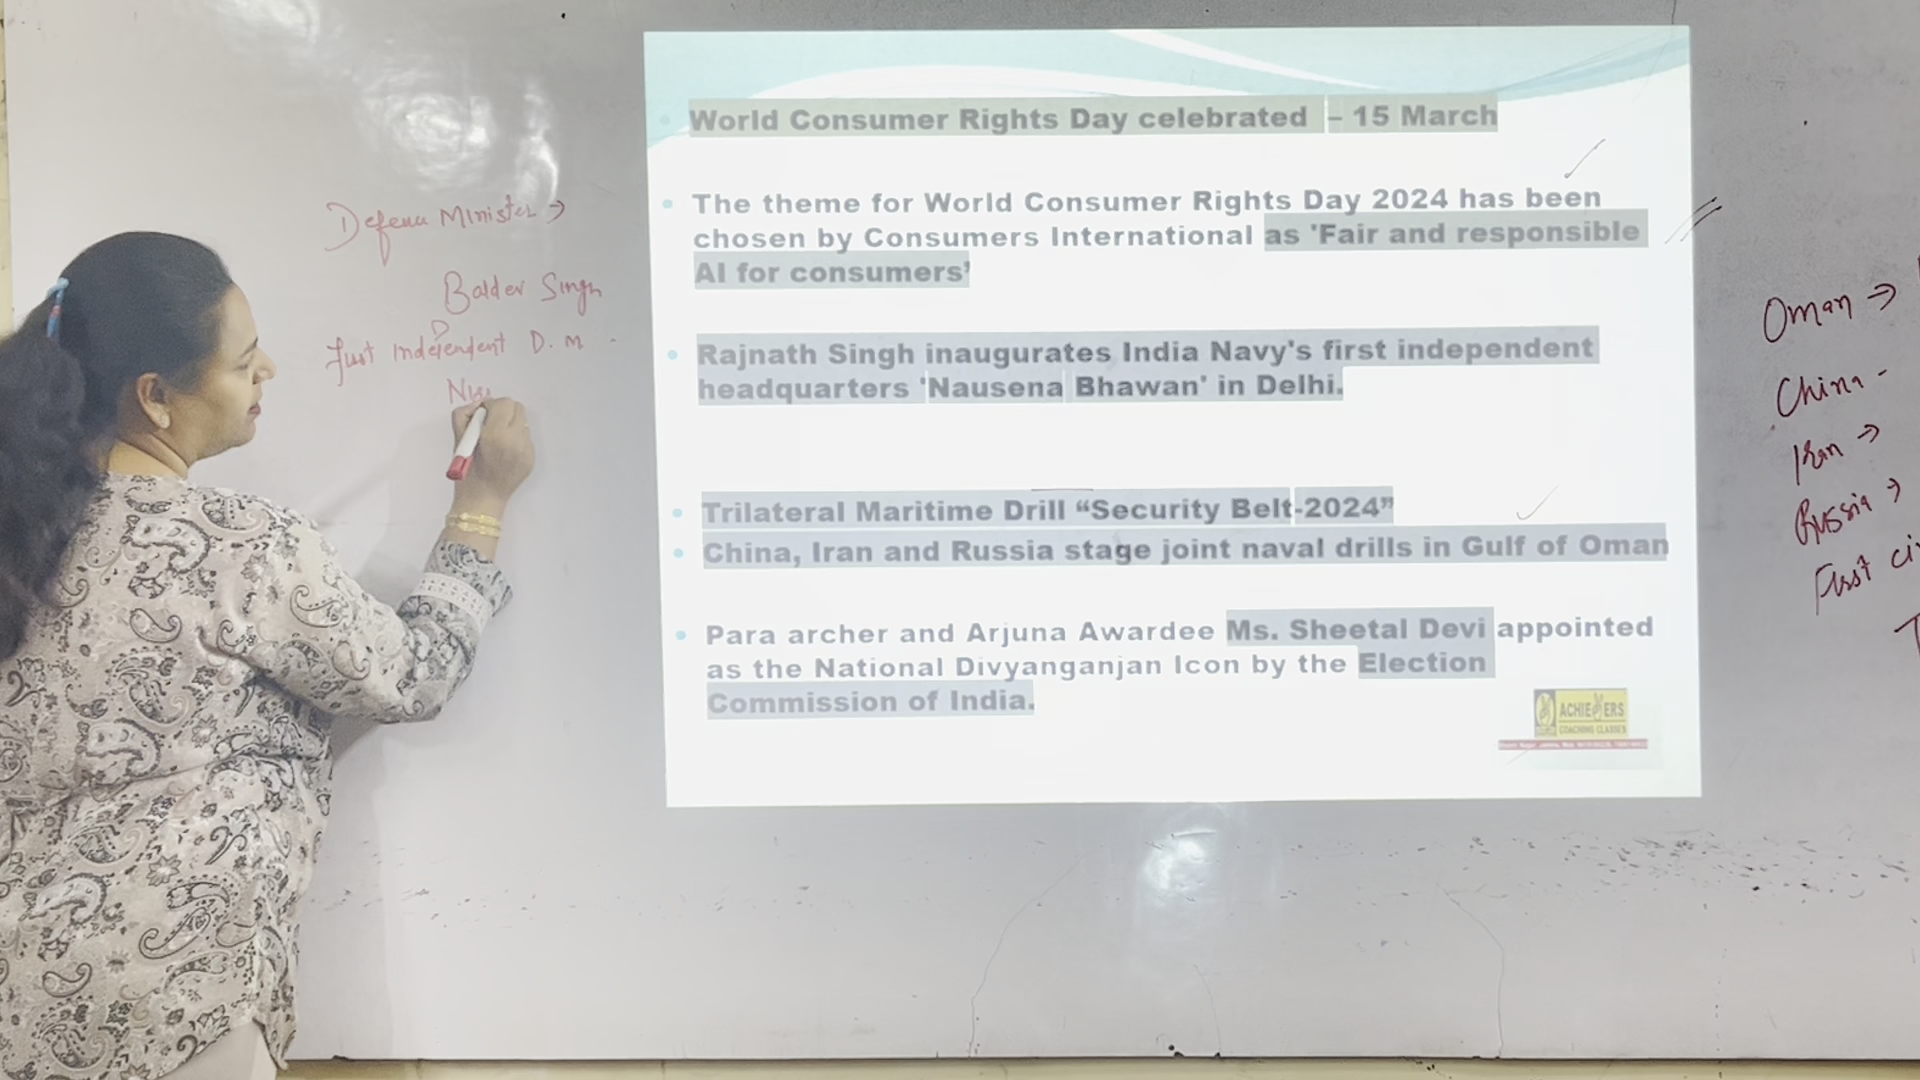 World Consumer Rights Day celebrated – 15 March
The theme for World Consumer Rights Day 2024 has been
chosen by Consumers International as 'Fair and responsible
AI for consumers’
Rajnath Singh inaugurates India Navy's first independent
headquarters 'Nausena Bhawan' in Delhi.
Trilateral Maritime Drill “Security Belt-2024”
China, Iran and Russia stage joint naval drills in Gulf of Oman
Para archer and Arjuna Awardee Ms. Sheetal Devi appointed
as the National Divyanganjan Icon by the Election
Commission of India.
ACHIEVERS
COACHING CLASSES
Minister →
Baldev Singh
Independent D. M
Oman →
China -
Iran →
Russia →